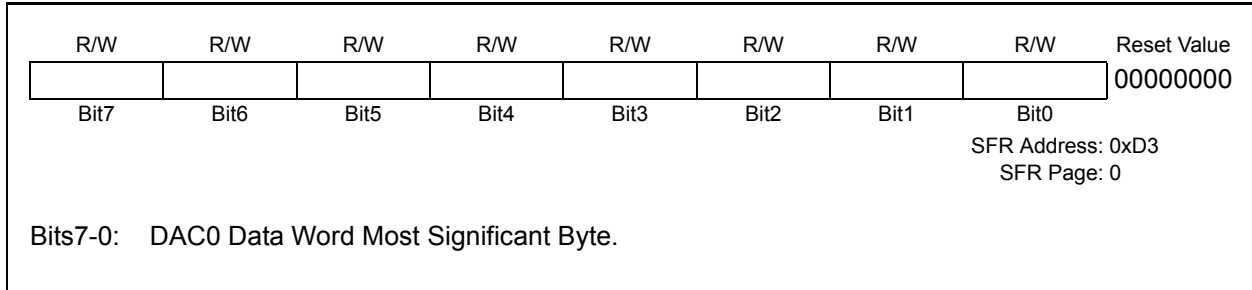 R/W R/W R/W R/W R/W R/W R/W R/W Reset Value
00000000
Bit7 Bit6 Bit5 Bit4 Bit3 Bit2 Bit1 Bit0
SFR Address: 0xD3
SFR Page: 0
Bits7-0: DAC0 Data Word Most Significant Byte.